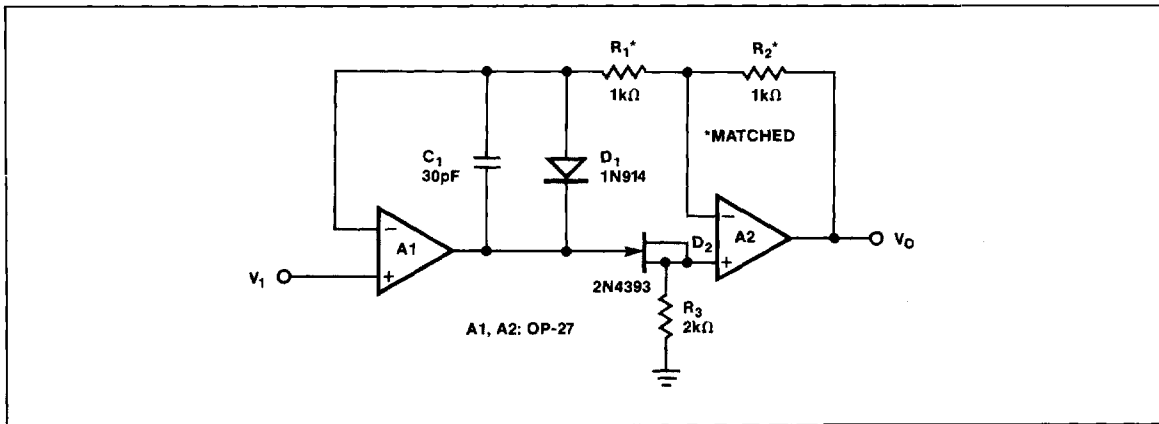 R1*
1kΩ
R2*
1kΩ
*MATCHED
C1
30pF
D1
1N914
A1
−
+
V1
D2
2N4393
A2
−
+
VO
R3
2kΩ
A1, A2: OP-27